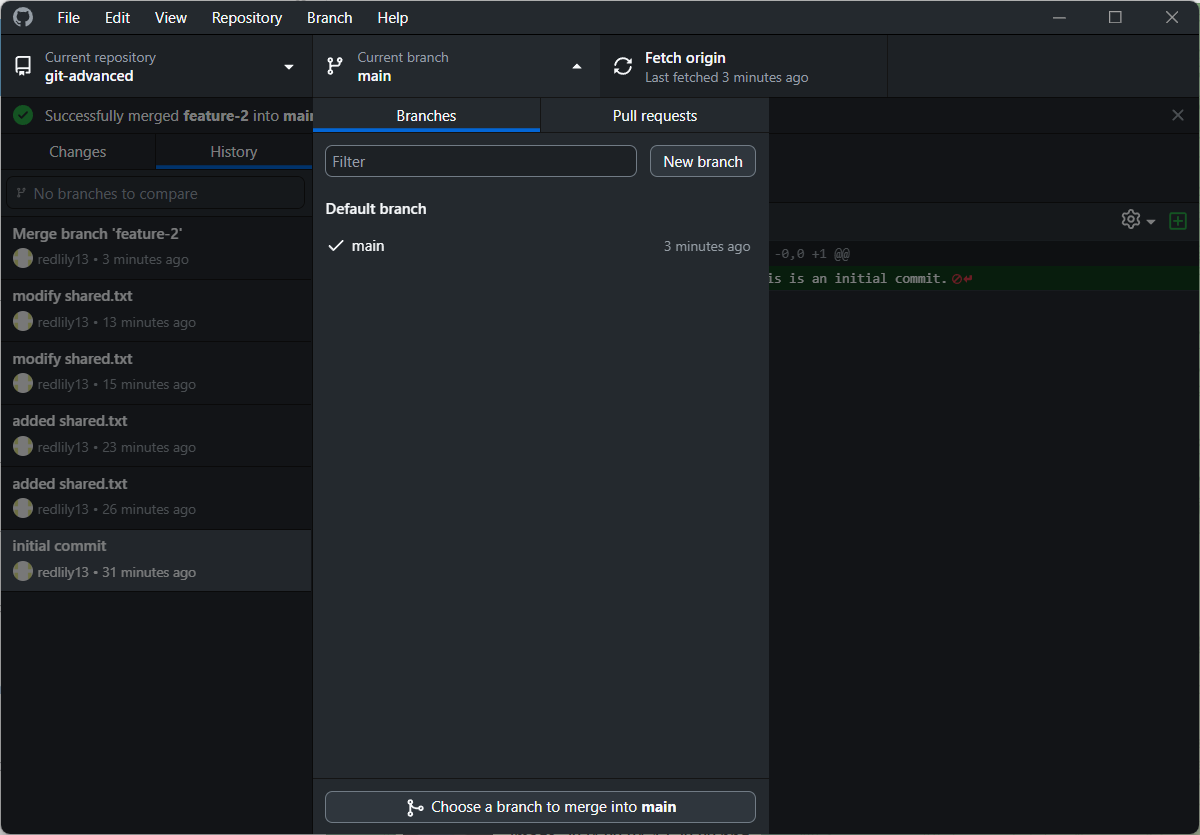 File Edit View Repository Branch Help
Current repository
git-advanced
Current branch
main
Fetch origin
Last fetched 3 minutes ago
Successfully merged feature-2 into main
Branches
Pull requests
Changes
History
Filter
New branch
No branches to compare
Default branch
main
3 minutes ago
Merge branch 'feature-2'
redlily13 • 3 minutes ago
modify shared.txt
redlily13 • 13 minutes ago
modify shared.txt
redlily13 • 15 minutes ago
added shared.txt
redlily13 • 23 minutes ago
added shared.txt
redlily13 • 26 minutes ago
initial commit
redlily13 • 31 minutes ago
-0,0 +1 @@
is is an initial commit.
Choose a branch to merge into main